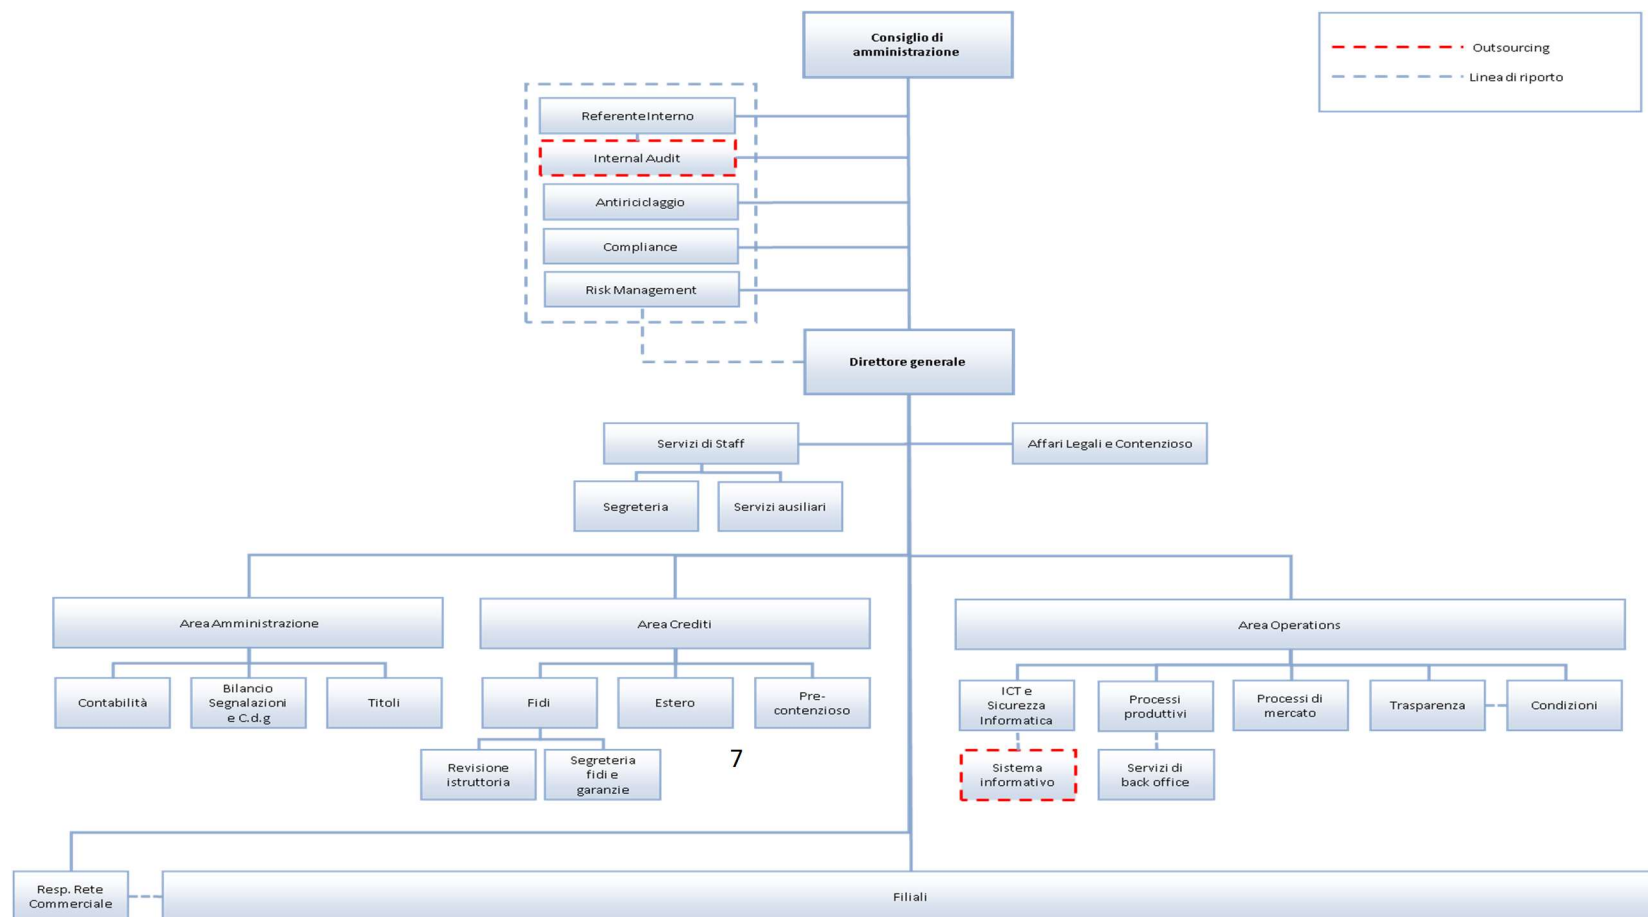 Consiglio di
amministrazione
Outsourcing
Linea di riporto
Referente Interno
Internal Audit
Antiriciclaggio
Compliance
Risk Management
Direttore generale
Servizi di Staff
Affari Legali e Contenzioso
Segreteria
Servizi ausiliari
Area Amministrazione
Area Crediti
Area Operations
Contabilità
Bilancio
Segnalazioni
e C.d.g
Titoli
Fidi
Estero
Pre-
contenzioso
ICT e
Sicurezza
Informatica
Processi
produttivi
Processi di
mercato
Trasparenza
Condizioni
Revisione
istruttoria
Segreteria
fidi e
garanzie
7
Sistema
informativo
Servizi di
back office
Resp. Rete
Commerciale
Filiali